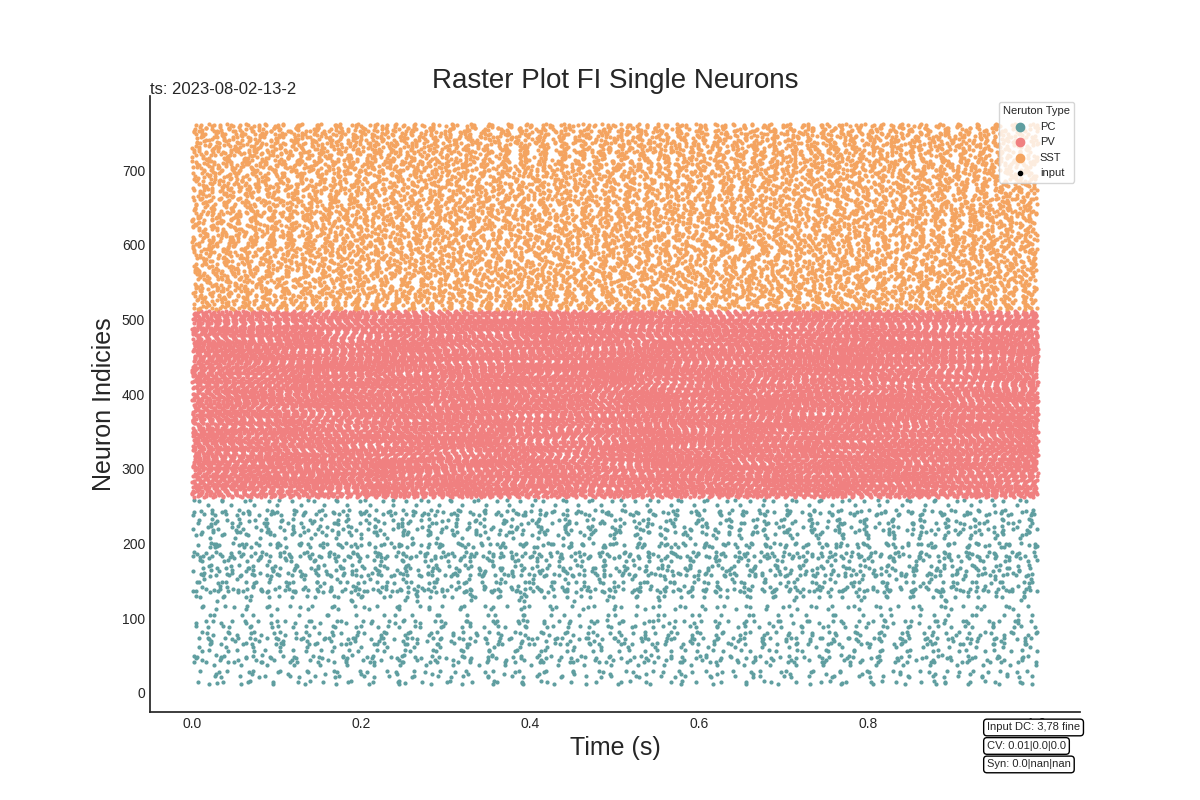 Raster Plot FI Single Neurons
ts: 2023-08-02-13-2
Neruton Type
PC
PV
SST
input
700
600
500
400
300
200
100
0
Neuron Indicies
0.0 0.2 0.4 0.6 0.8
Time (s)
Input DC: 3,78 fine
CV: 0.01|0.0|0.0
Syn: 0.0|nan|nan